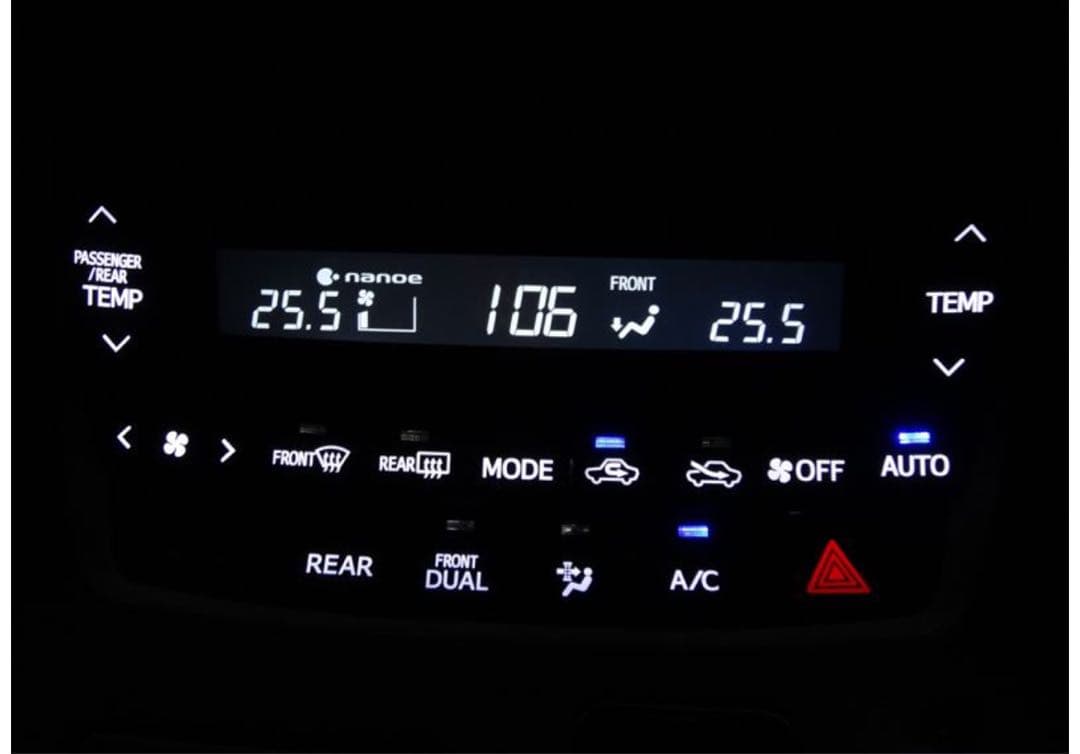 PASSENGER
/REAR
TEMP
nanoe
25.5
106
FRONT
25.5
TEMP
FRONT
REAR
MODE
OFF
AUTO
REAR
FRONT
DUAL
A/C